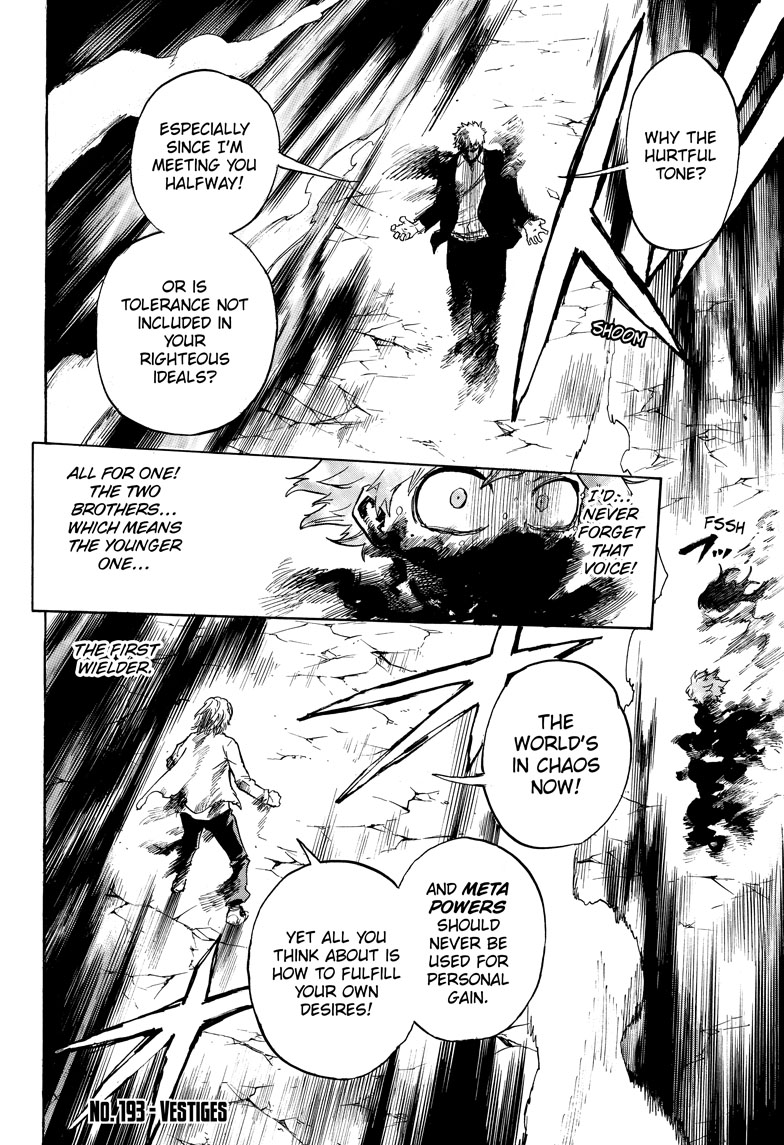 WHY THE
HURTFUL
TONE?
ESPECIALLY
SINCE I'M
MEETING YOU
HALFWAY!
OR IS
TOLERANCE NOT
INCLUDED IN
YOUR
RIGHTEOUS
IDEALS?
SHOOM
I'D...
NEVER
FORGET
THAT
VOICE!
ALL FOR ONE!
THE TWO
BROTHERS...
WHICH MEANS
THE YOUNGER
ONE...
FSSH
THE FIRST
WIELDER.
THE
WORLD'S
IN CHAOS
NOW!
AND META
POWERS
SHOULD
NEVER BE
USED FOR
PERSONAL
GAIN.
YET ALL YOU
THINK ABOUT IS
HOW TO FULFILL
YOUR OWN
DESIRES!
NO. 193 - VESTIGES